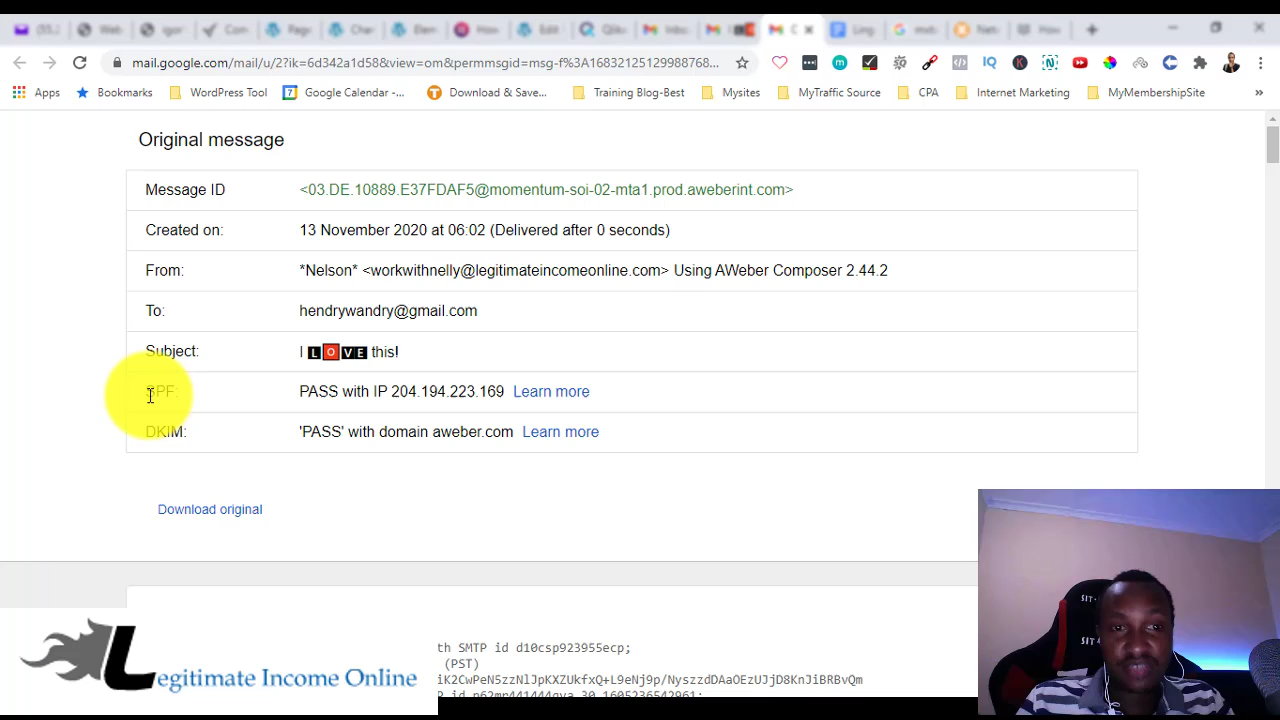 mail.google.com/mail/u/2?ik=6d342a1d58&view=om&permmsgid=msg-f%3A16832125129988768...
Apps
Bookmarks
WordPress Tool
Google Calendar - ...
Download & Save...
Training Blog-Best
Mysites
MyTraffic Source
CPA
Internet Marketing
MyMembershipSite
»
Original message
Message ID <03.DE.10889.E37FDAF5@momentum-soi-02-mta1.prod.aweberint.com>
Created on: 13 November 2020 at 06:02 (Delivered after 0 seconds)
From: *Nelson* <workwithnelly@legitimateincomeonline.com> Using AWeber Composer 2.44.2
To: hendrywandry@gmail.com
Subject: I LOVE this!
SPF: PASS with IP 204.194.223.169 Learn more
DKIM: 'PASS' with domain aweber.com Learn more
Download original
th SMTP id d10csp923955ecp;
(PST)
Legitimate Income Online